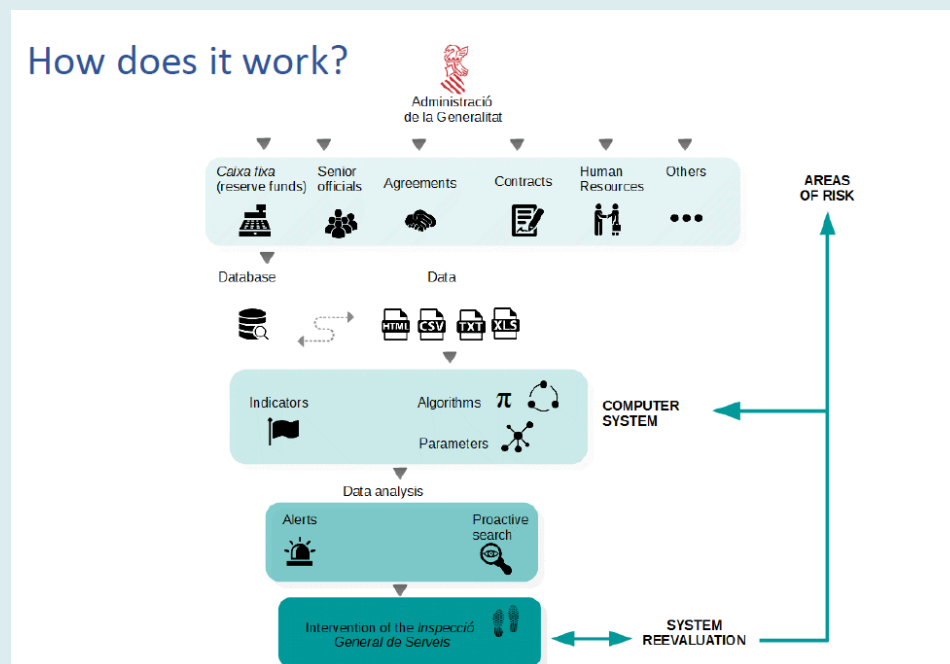 How does it work?
Administració
de la Generalitat
Caixa fixa
(reserve funds)
Senior
officials
Agreements
Contracts
Human
Resources
Others
AREAS
OF RISK
Database
Data
HTML
CSV
TXT
XLS
Indicators
Algorithms
π
Parameters
COMPUTER
SYSTEM
Data analysis
Alerts
Proactive
search
Intervention of the Inspecció
General de Serveis
SYSTEM
REEVALUATION